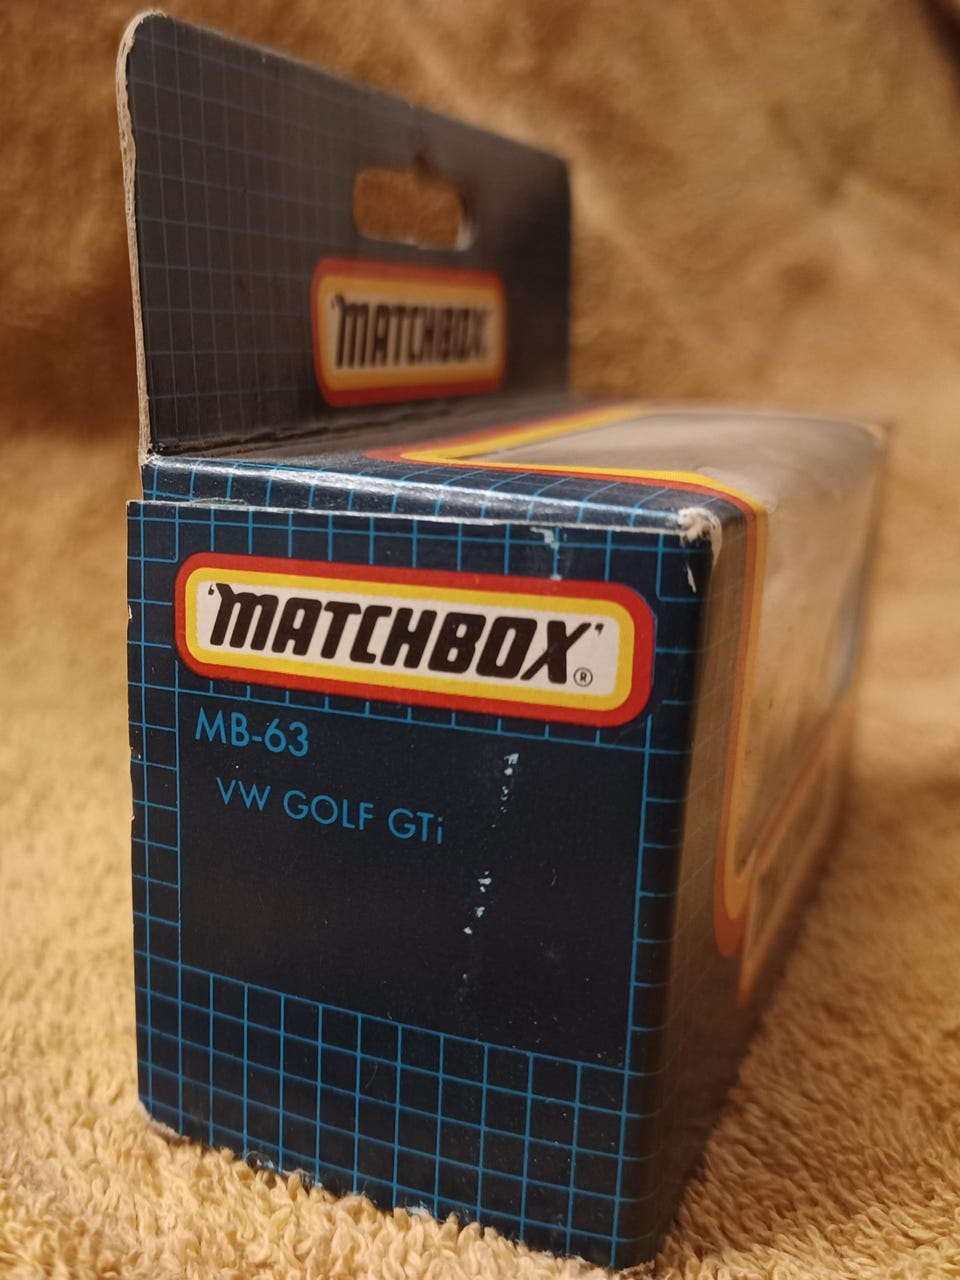 'MATCHBOX'
'MATCHBOX'®
MB-63
VW GOLF GTi